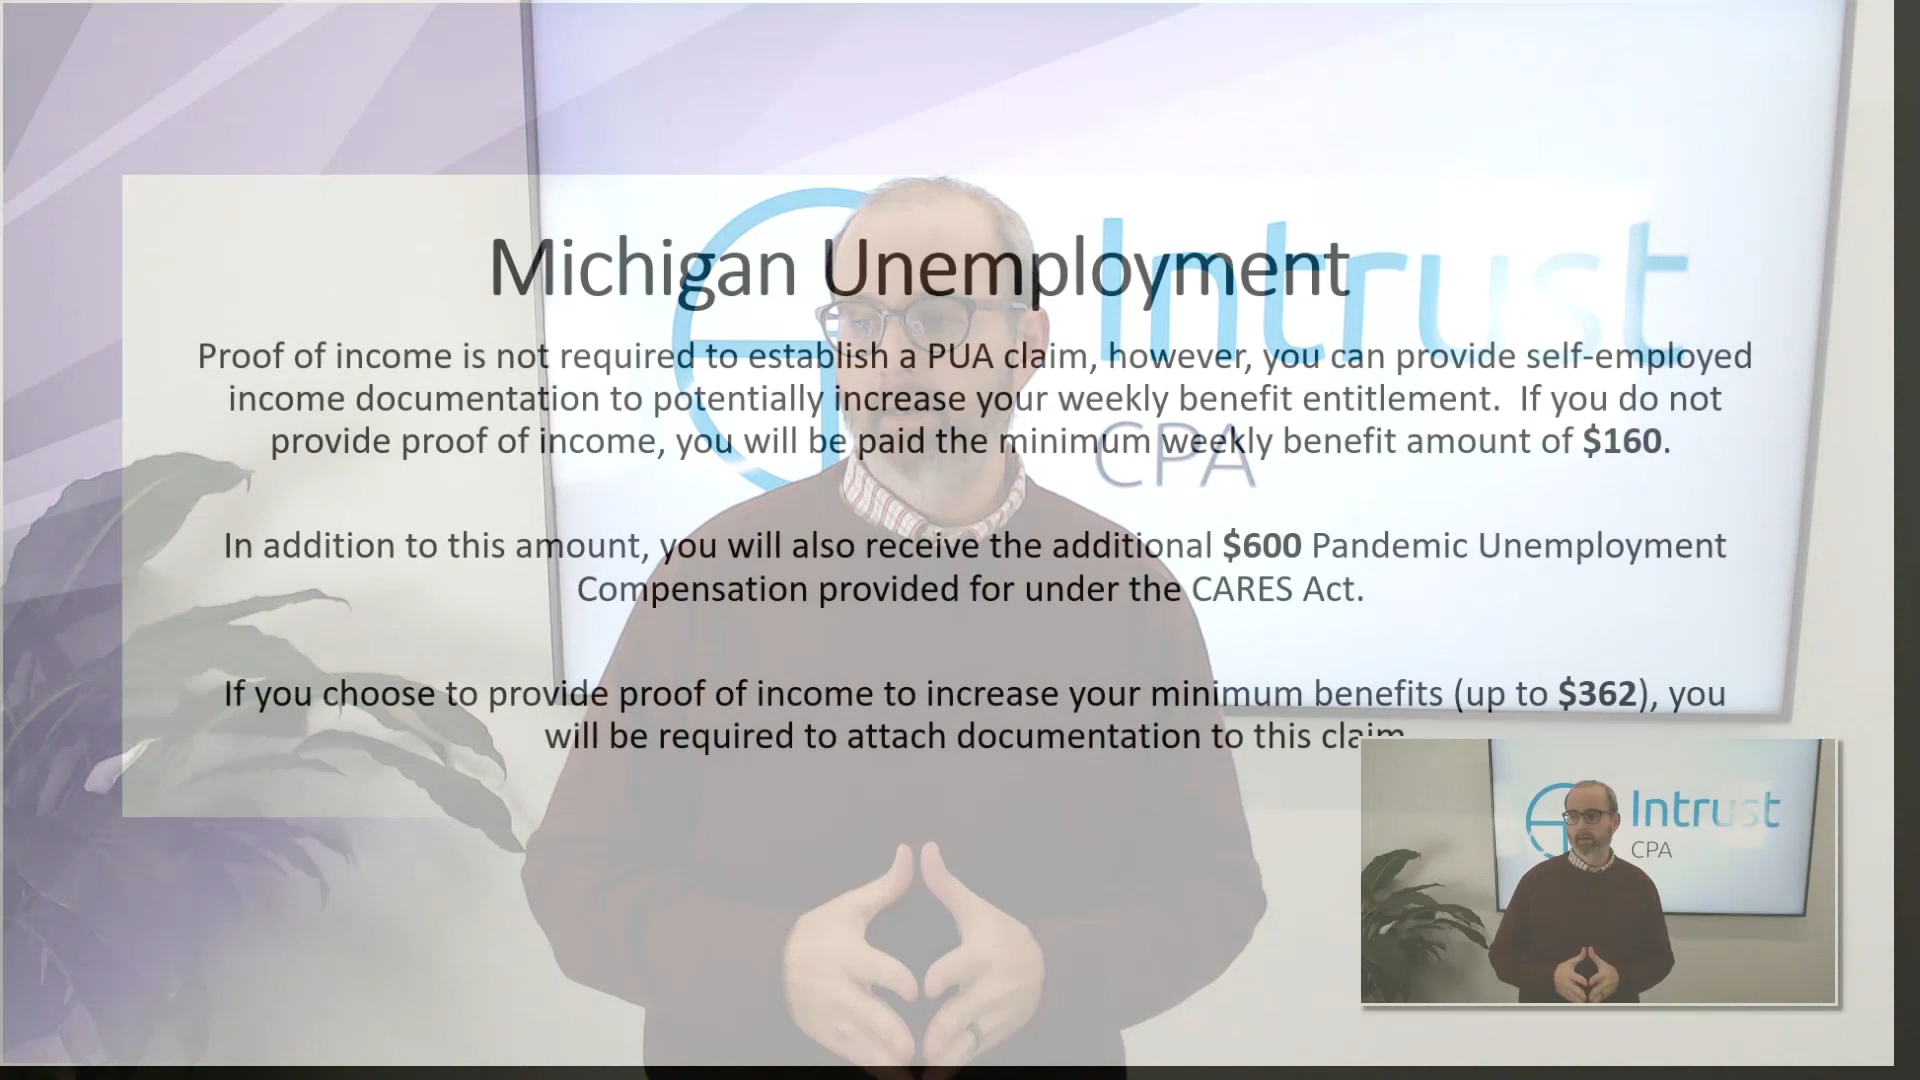 Michigan Unemployment
Proof of income is not required to establish a PUA claim, however, you can provide self-employed
income documentation to potentially increase your weekly benefit entitlement. If you do not
provide proof of income, you will be paid the minimum weekly benefit amount of $160.
In addition to this amount, you will also receive the additional $600 Pandemic Unemployment
Compensation provided for under the CARES Act.
If you choose to provide proof of income to increase your minimum benefits (up to $362), you
will be required to attach documentation to this claim
Intrust
CPA
Intrust
CPA